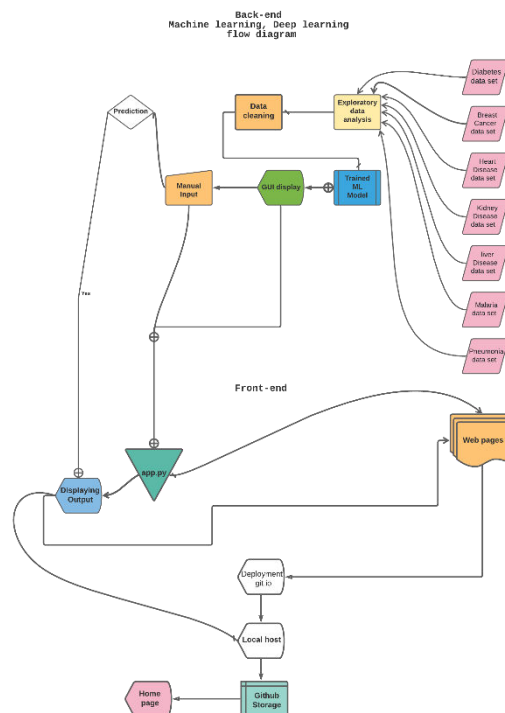 Back-end
Machine learning, Deep learning
flow diagram
Diabetes
data set
Prediction
Data
cleaning
Exploratory
data
analysis
Breast
Cancer
data set
Heart
Disease
data set
Manual
Input
GUI display
Trained
ML
Model
Kidney
Disease
data set
liver
Disease
data set
Yes
Malaria
data set
Pneumonia
data set
Front-end
Web pages
app.py
Displaying
Output
Deployment
git.io
Local host
Home
page
Github
Storage